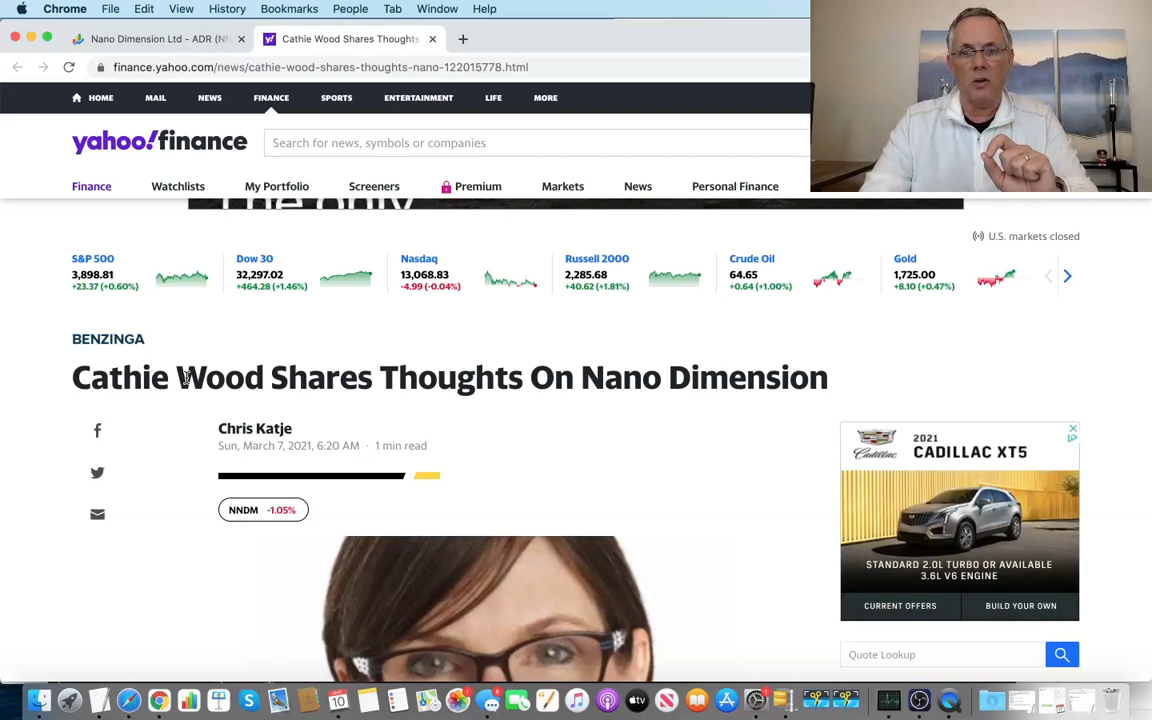 Chrome File Edit View History Bookmarks People Tab Window Help
Nano Dimension Ltd - ADR (NN
Cathie Wood Shares Thoughts
finance.yahoo.com/news/cathie-wood-shares-thoughts-nano-122015778.html
HOME MAIL NEWS FINANCE SPORTS ENTERTAINMENT LIFE MORE
yahoo!finance
Search for news, symbols or companies
Finance Watchlists My Portfolio Screeners Premium Markets News Personal Finance
The only
U.S. markets closed
S&P 500
3,898.81
+23.37 (+0.60%)
Dow 30
32,297.02
+464.28 (+1.46%)
Nasdaq
13,068.83
-4.99 (-0.04%)
Russell 2000
2,285.68
+40.62 (+1.81%)
Crude Oil
64.65
+0.64 (+1.00%)
Gold
1,725.00
+8.10 (+0.47%)
BENZINGA
Cathie Wood Shares Thoughts On Nano Dimension
Chris Katje
Sun, March 7, 2021, 6:20 AM · 1 min read
NNDM -1.05%
Cadillac
2021
CADILLAC XT5
STANDARD 2.0L TURBO OR AVAILABLE
3.6L V6 ENGINE
CURRENT OFFERS
BUILD YOUR OWN
Quote Lookup
10
tv